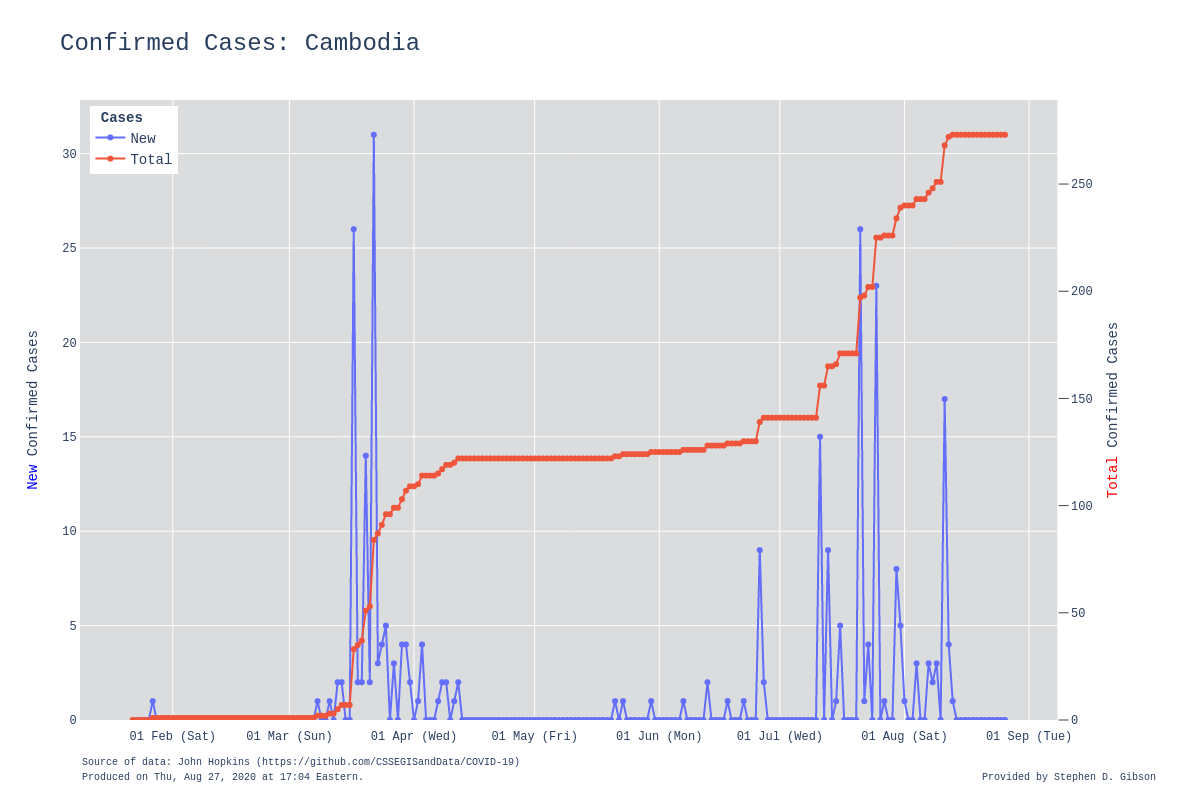 Confirmed Cases: Cambodia
Cases
New
Total
30
25
20
15
10
5
0
250
200
150
100
50
0
New Confirmed Cases
Total Confirmed Cases
01 Feb (Sat)
01 Mar (Sun)
01 Apr (Wed)
01 May (Fri)
01 Jun (Mon)
01 Jul (Wed)
01 Aug (Sat)
01 Sep (Tue)
Source of data: John Hopkins (https://github.com/CSSEGISandData/COVID-19)
Produced on Thu, Aug 27, 2020 at 17:04 Eastern.
Provided by Stephen D. Gibson